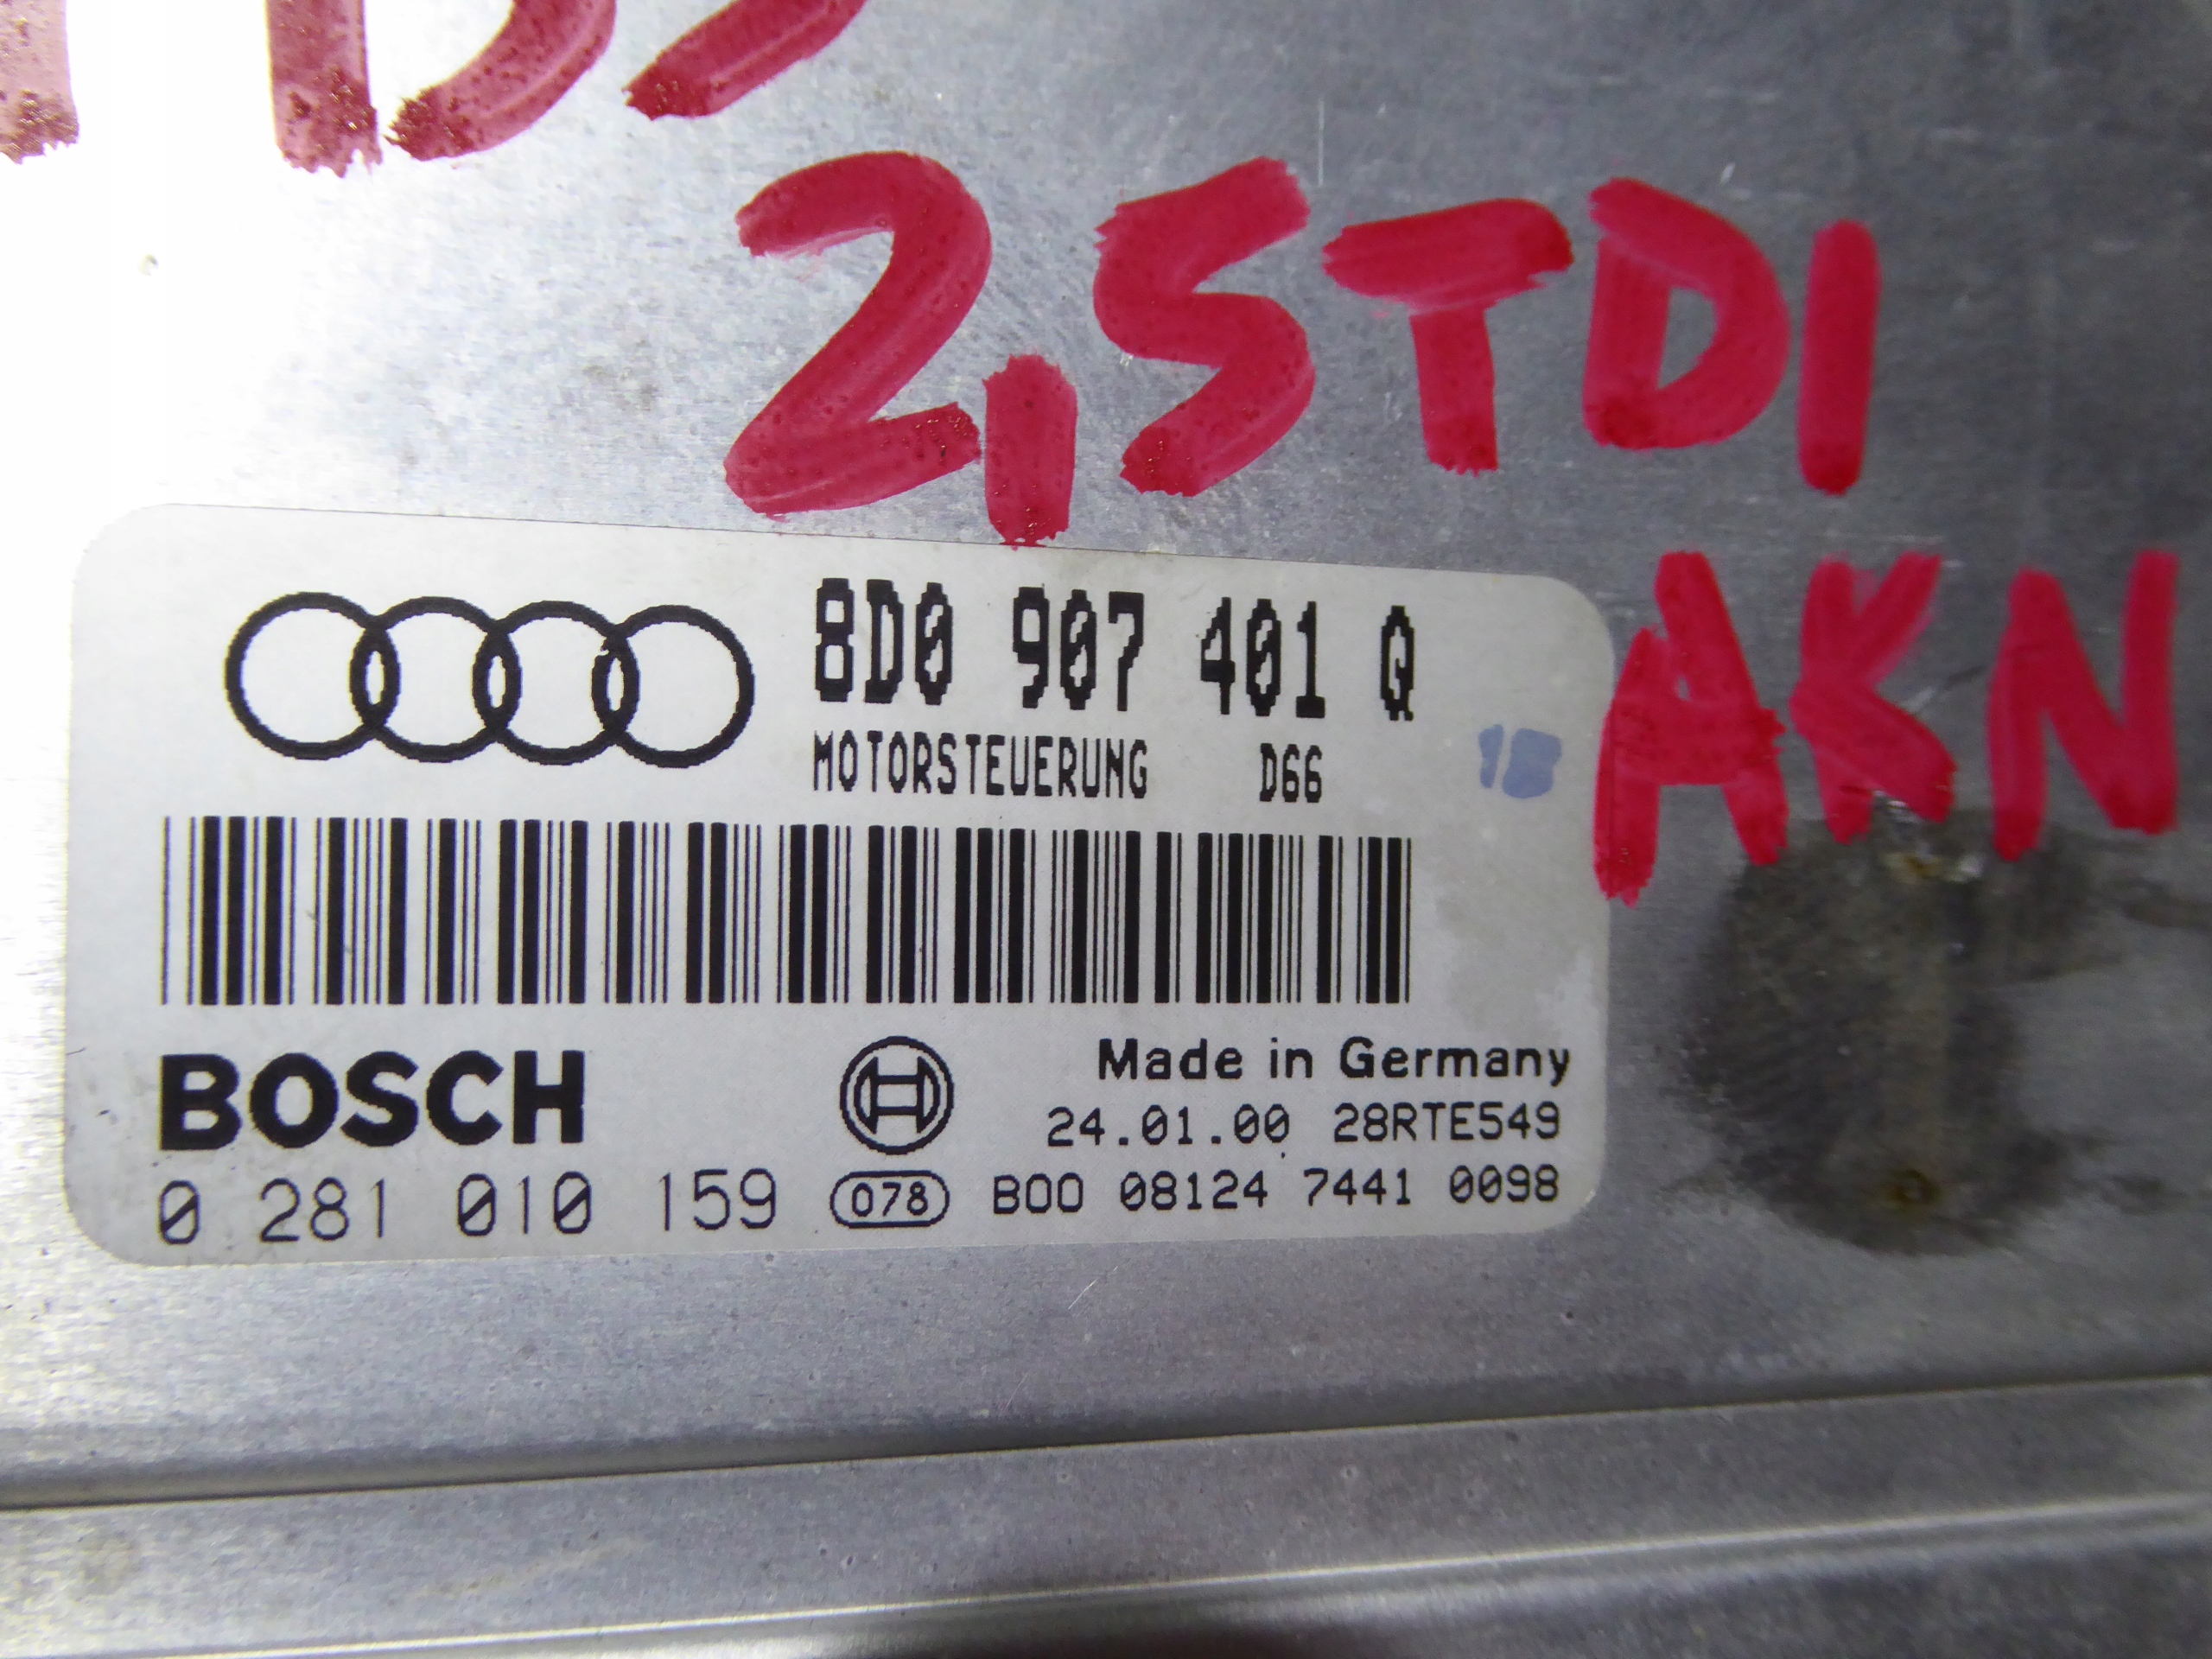 2,5TDI
AKN
8D0 907 401 Q
MOTORSTEUERUNG D66
18
BOSCH
Made in Germany
24.01.00 28RTE549
0 281 010 159 078 B00 08124 7441 0098